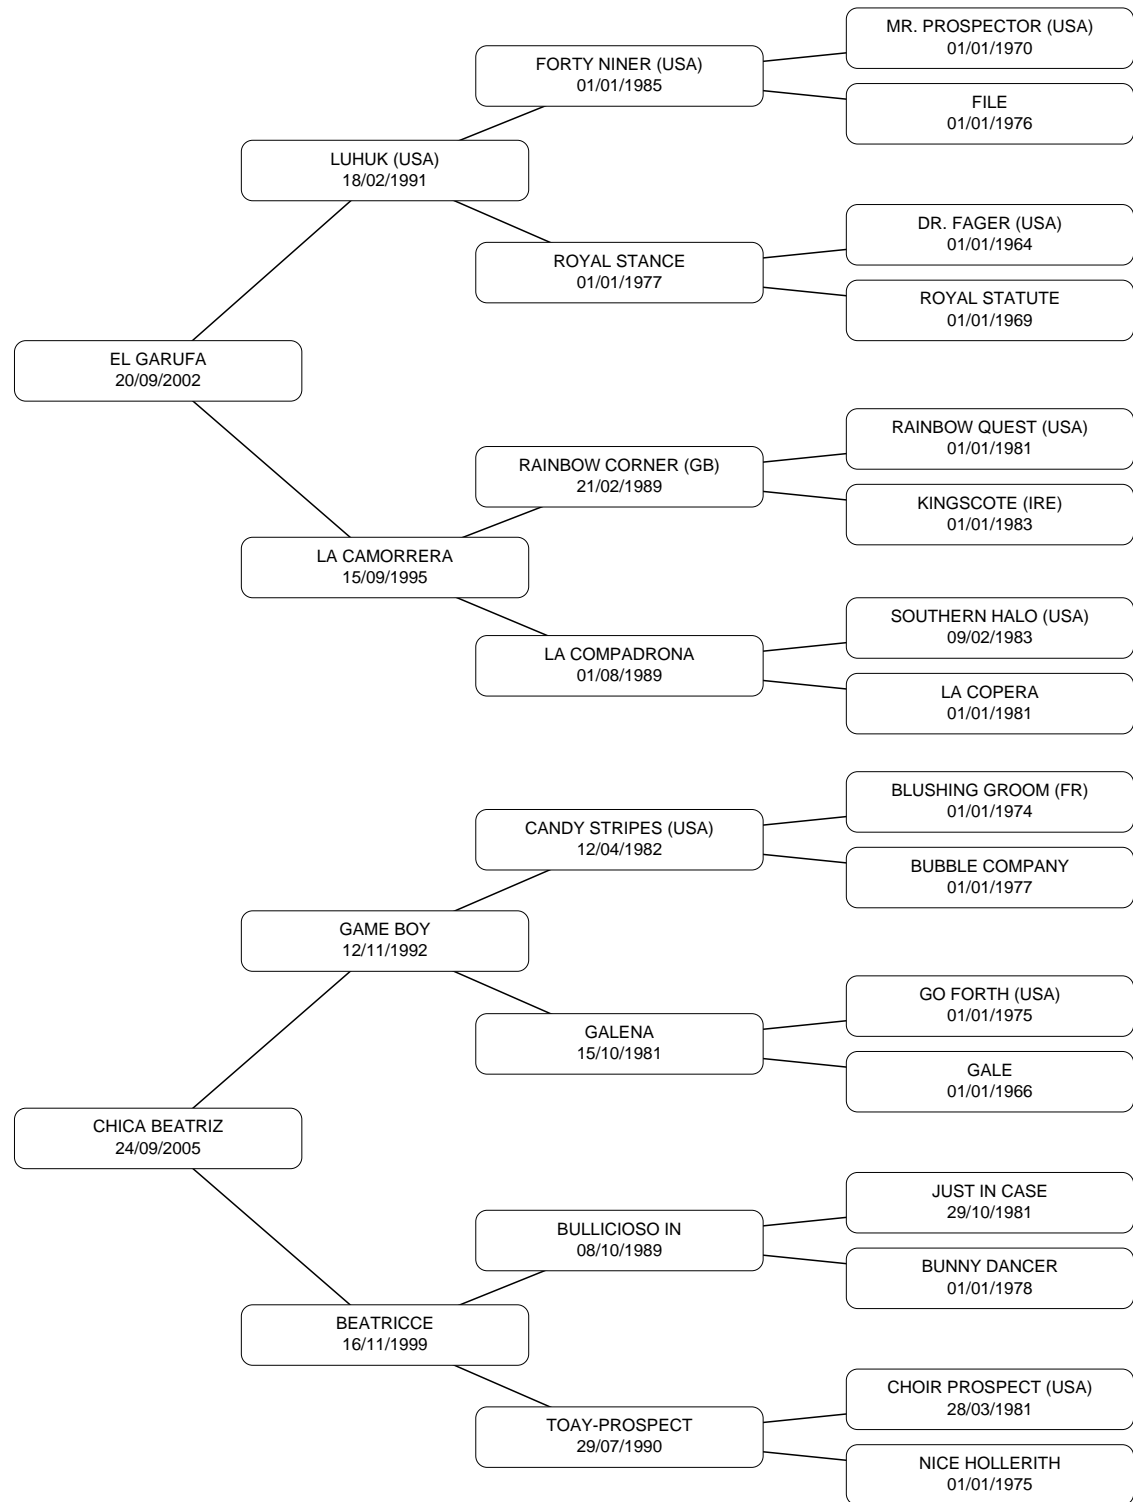 MR. PROSPECTOR (USA)
01/01/1970
FORTY NINER (USA)
01/01/1985
FILE
01/01/1976
LUHUK (USA)
18/02/1991
DR. FAGER (USA)
01/01/1964
ROYAL STANCE
01/01/1977
ROYAL STATUTE
01/01/1969
EL GARUFA
20/09/2002
RAINBOW QUEST (USA)
01/01/1981
RAINBOW CORNER (GB)
21/02/1989
KINGSCOTE (IRE)
01/01/1983
LA CAMORRERA
15/09/1995
SOUTHERN HALO (USA)
09/02/1983
LA COMPADRONA
01/08/1989
LA COPERA
01/01/1981
BLUSHING GROOM (FR)
01/01/1974
CANDY STRIPES (USA)
12/04/1982
BUBBLE COMPANY
01/01/1977
GAME BOY
12/11/1992
GO FORTH (USA)
01/01/1975
GALENA
15/10/1981
GALE
01/01/1966
CHICA BEATRIZ
24/09/2005
JUST IN CASE
29/10/1981
BULLICIOSO IN
08/10/1989
BUNNY DANCER
01/01/1978
BEATRICCE
16/11/1999
CHOIR PROSPECT (USA)
28/03/1981
TOAY-PROSPECT
29/07/1990
NICE HOLLERITH
01/01/1975